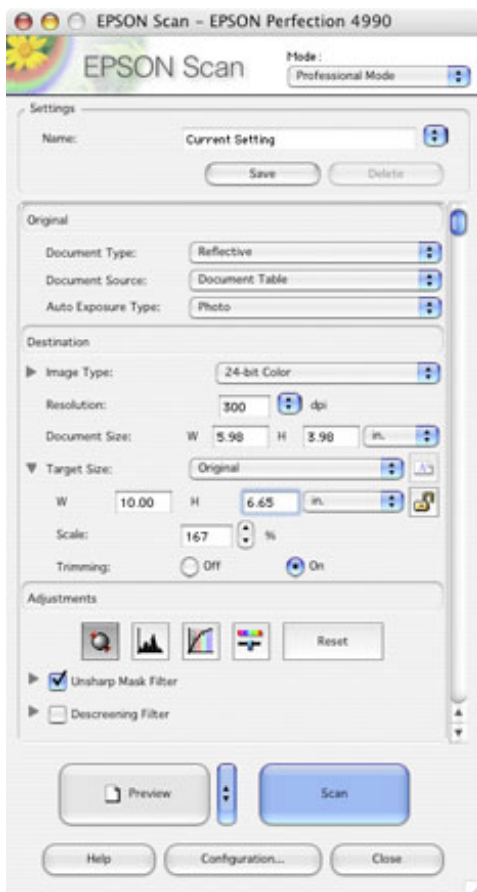 EPSON Scan - EPSON Perfection 4990
EPSON Scan
Mode :
Professional Mode
Settings
Name: Current Setting
Save Delete
Original
Document Type: Reflective
Document Source: Document Table
Auto Exposure Type: Photo
Destination
Image Type: 24-bit Color
Resolution: 300 dpi
Document Size: W 5.98 H 3.98 in.
Target Size: Original
W 10.00 H 6.65 in.
Scale: 167 %
Trimming: Off On
Adjustments
Reset
Unsharp Mask Filter
Descreening Filter
Preview Scan
Help Configuration... Close